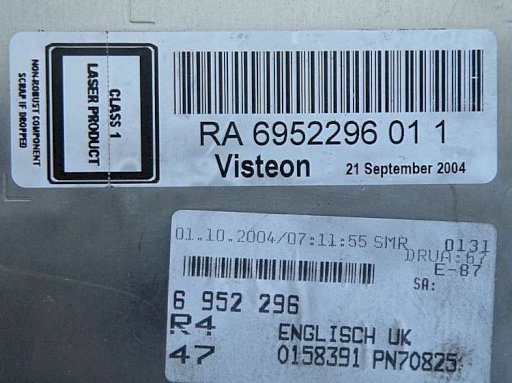 NON-ROBUST COMPONENT
SCRAP IF DROPPED
CLASS 1
LASER PRODUCT
RA 6952296 01 1
Visteon 21 September 2004
01.10.2004/07:11:55 SMR 0131
DRUA:67
E-87
SA:
6 952 296
R4 ENGLISCH UK
47 0158391 PN70825